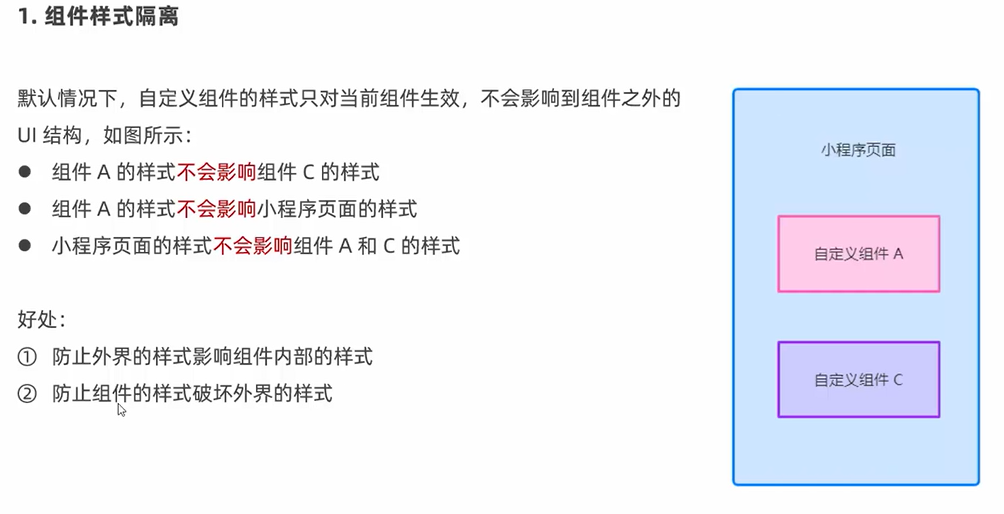 1. 组件样式隔离
默认情况下，自定义组件的样式只对当前组件生效，不会影响到组件之外的
UI 结构，如图所示：
● 组件 A 的样式不会影响组件 C 的样式
● 组件 A 的样式不会影响小程序页面的样式
● 小程序页面的样式不会影响组件 A 和 C 的样式
好处：
① 防止外界的样式影响组件内部的样式
② 防止组件的样式破坏外界的样式
小程序页面
自定义组件 A
自定义组件 C